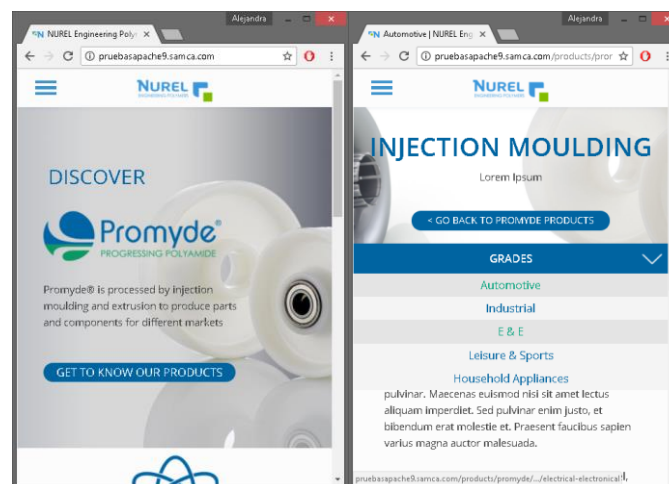 Alejandra
NUREL Engineering Poly
pruebasapache9.samca.com
NUREL
ENGINEERING POLYMERS
DISCOVER
Promyde®
PROGRESSING POLYAMIDE
Promyde® is processed by injection
moulding and extrusion to produce parts
and components for different markets
GET TO KNOW OUR PRODUCTS
Alejandra
Automotive | NUREL Eng
pruebasapache9.samca.com/products/pror
NUREL
ENGINEERING POLYMERS
INJECTION MOULDING
Lorem Ipsum
< GO BACK TO PROMYDE PRODUCTS
GRADES
Automotive
Industrial
E & E
Leisure & Sports
Household Appliances
pulvinar. Maecenas euismod nisi sit amet lectus
aliquam imperdiet. Sed pulvinar enim justo, et
bibendum erat molestie et. Praesent faucibus sapien
varius magna auctor malesuada.
pruebasapache9.samca.com/products/promyde/.../electrical-electronical